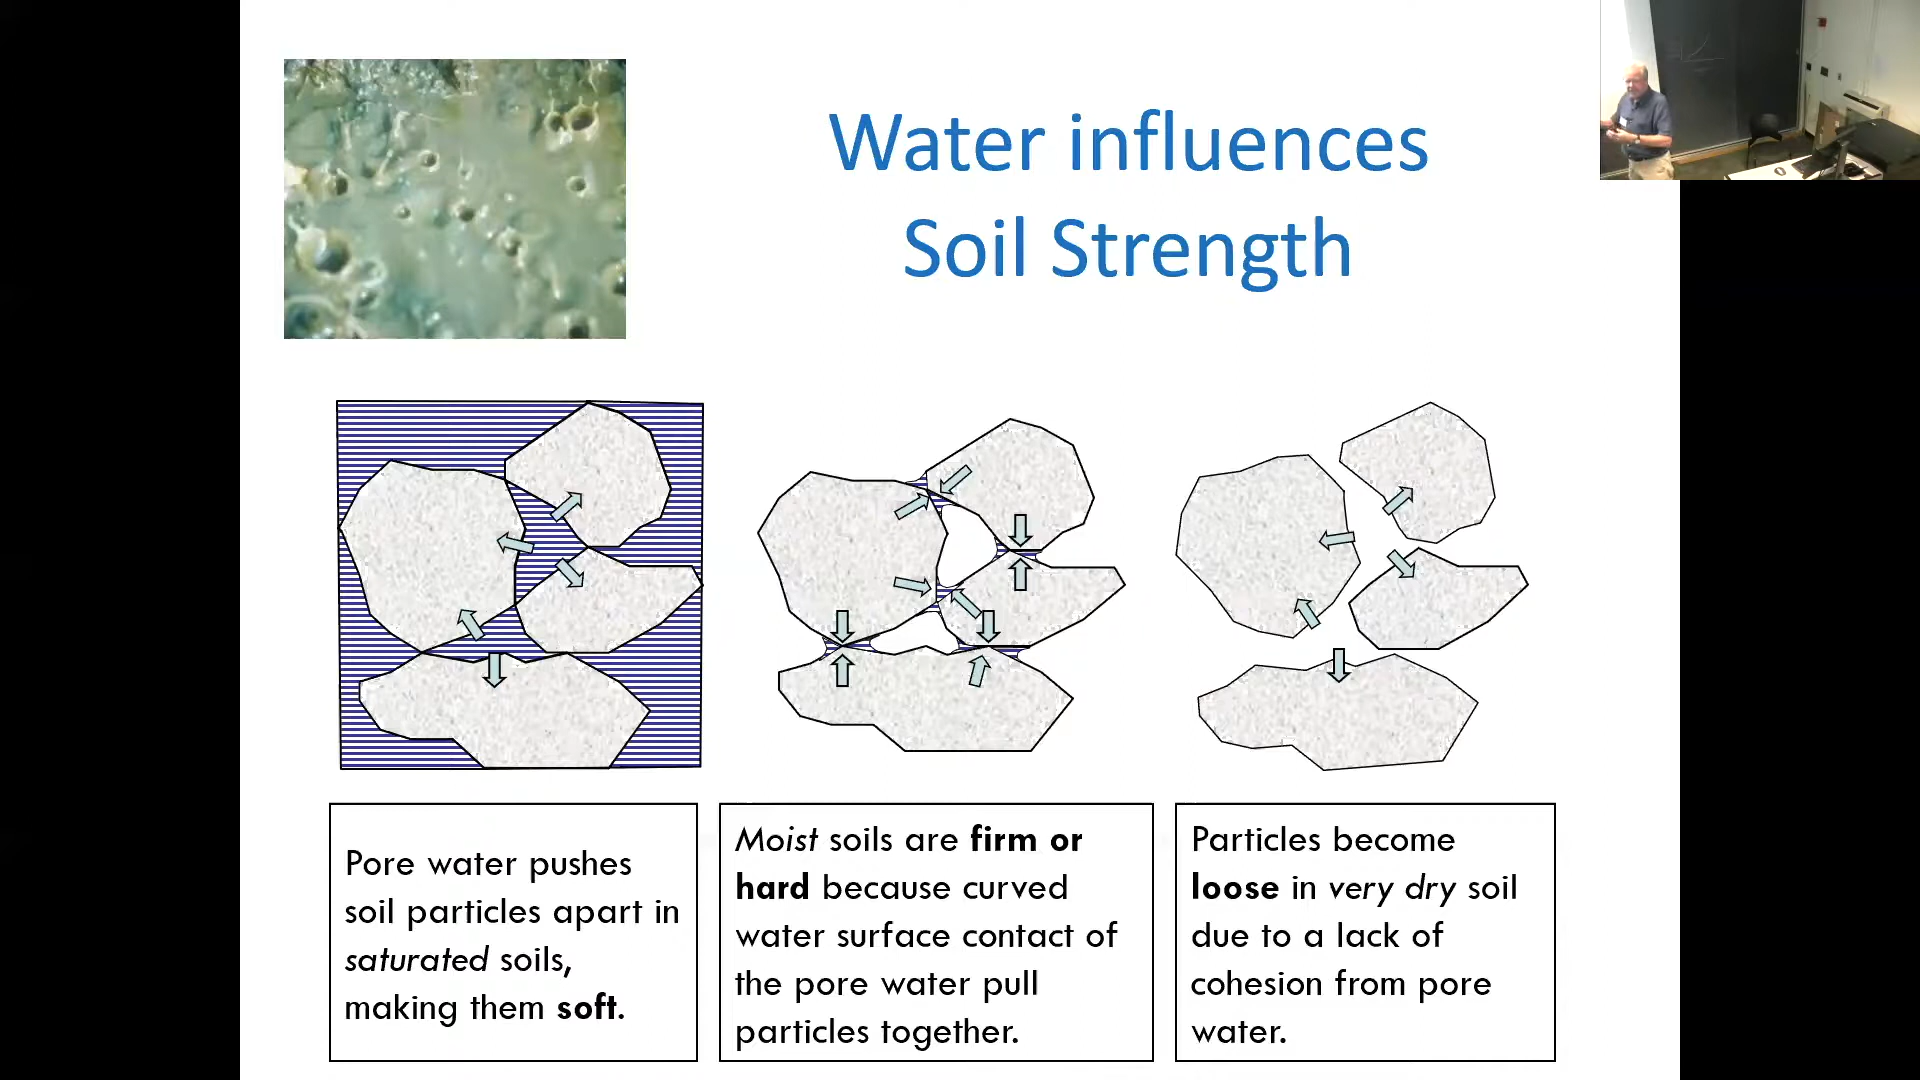 Water influences
Soil Strength
Pore water pushes
soil particles apart in
saturated soils,
making them soft.
Moist soils are firm or
hard because curved
water surface contact of
the pore water pull
particles together.
Particles become
loose in very dry soil
due to a lack of
cohesion from pore
water.